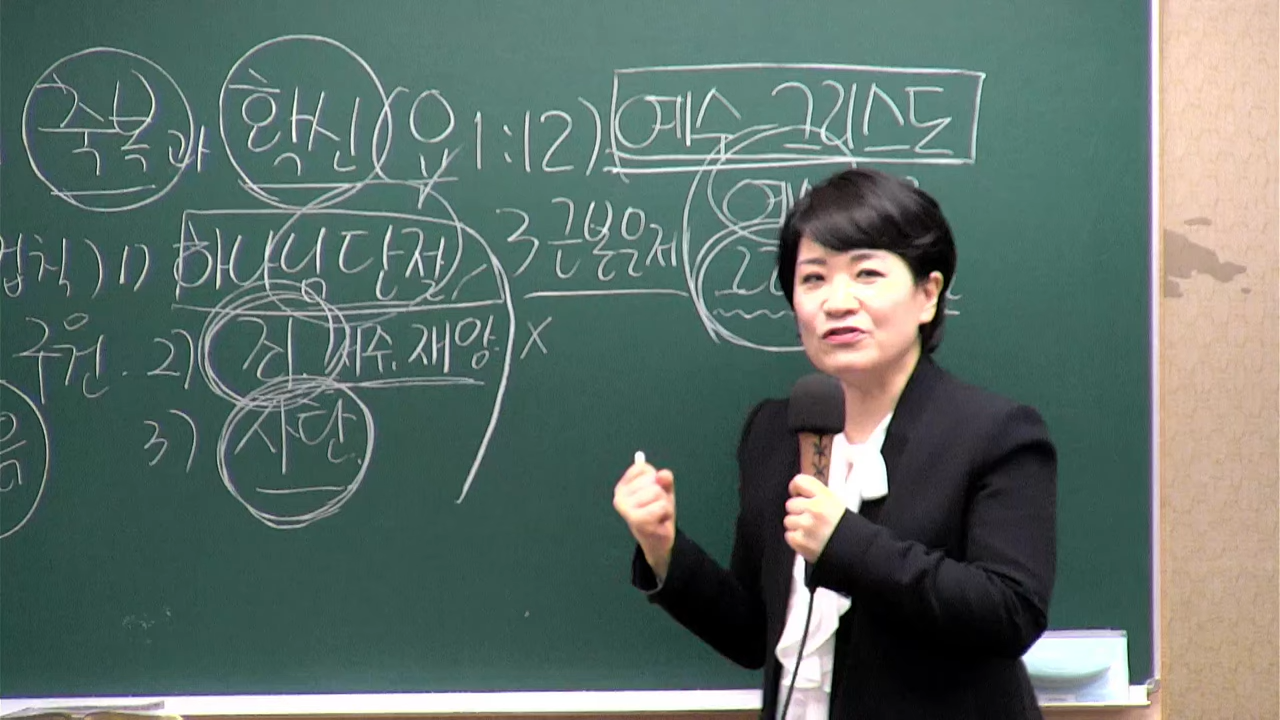 축복과 확신 (요 1:12) 예수 그리스도
법칙) 1) 하나님 단절 3 근본문제
구원. 2) 죄. 저주. 재앙. X
3) 사단